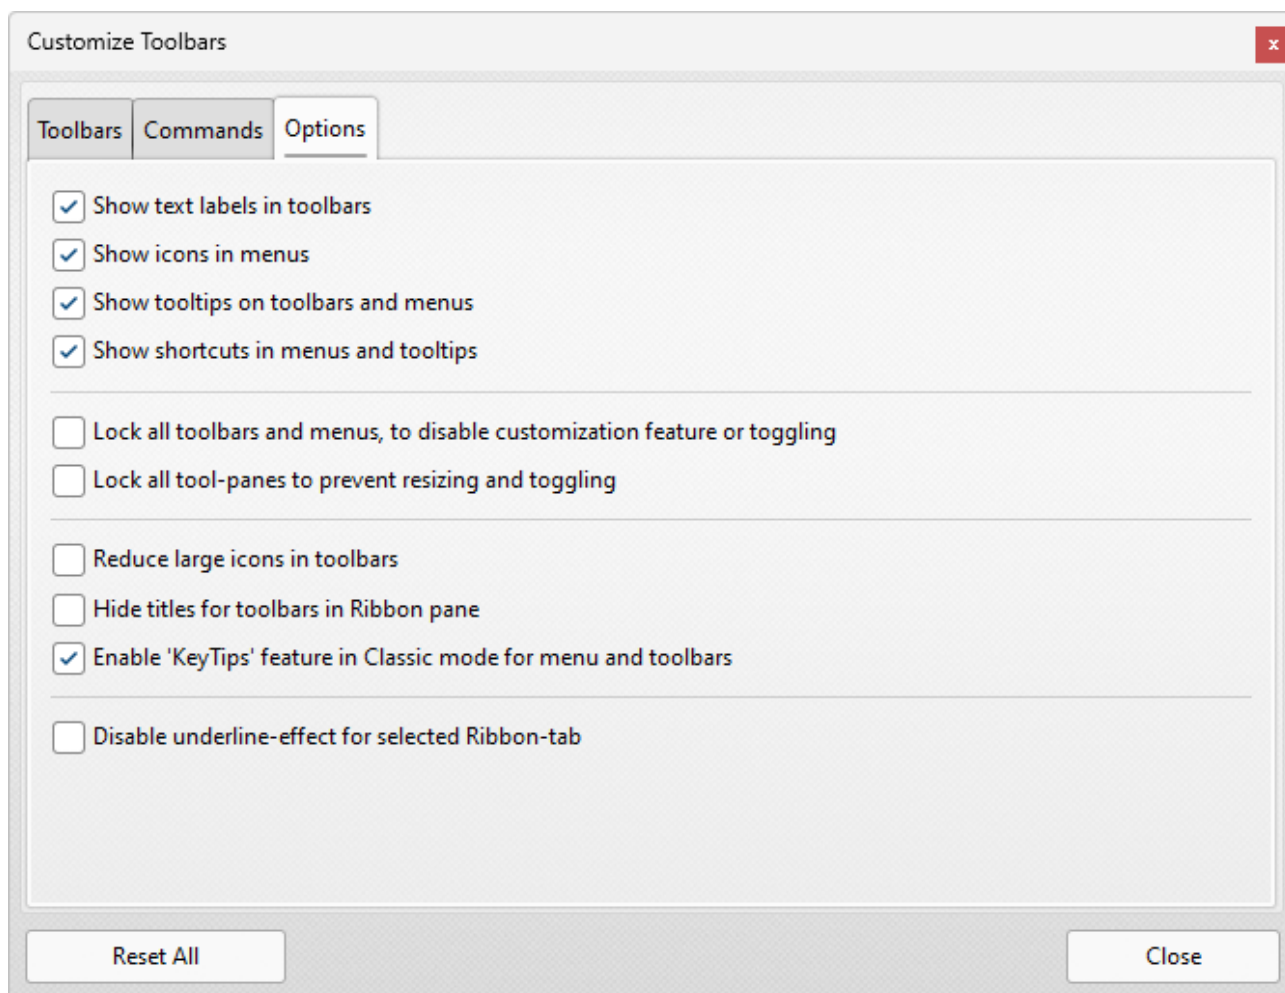 Customize Toolbars
x
Toolbars
Commands
Options
Show text labels in toolbars
Show icons in menus
Show tooltips on toolbars and menus
Show shortcuts in menus and tooltips
Lock all toolbars and menus, to disable customization feature or toggling
Lock all tool-panes to prevent resizing and toggling
Reduce large icons in toolbars
Hide titles for toolbars in Ribbon pane
Enable 'KeyTips' feature in Classic mode for menu and toolbars
Disable underline-effect for selected Ribbon-tab
Reset All
Close